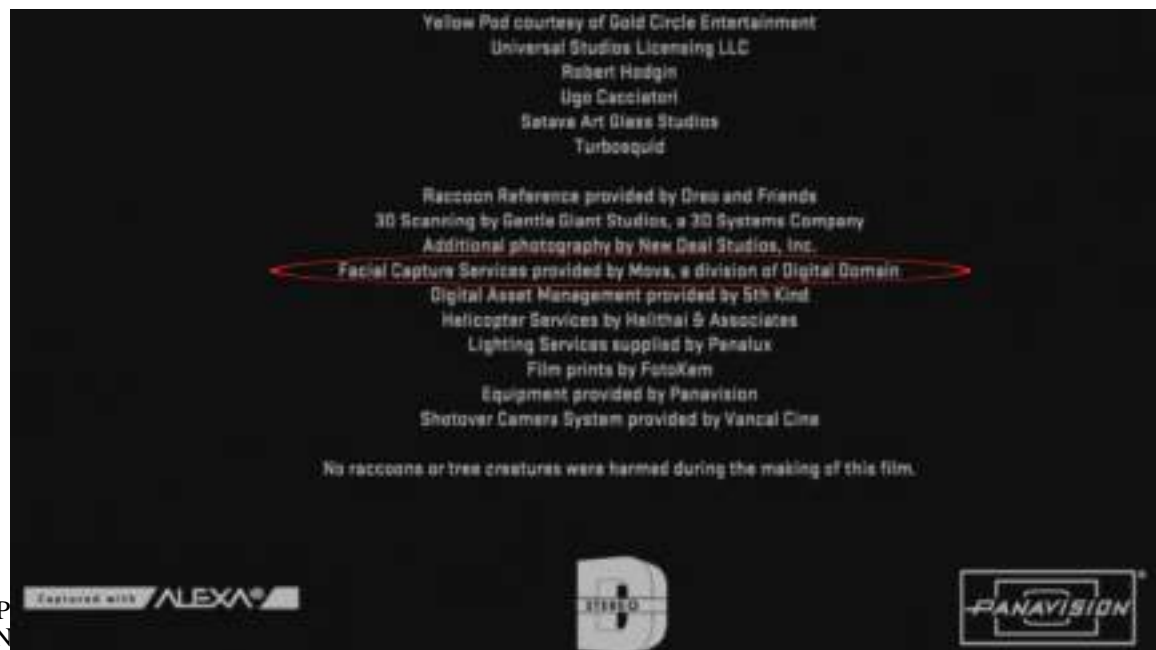 Yellow Pod courtesy of Gold Circle Entertainment
Universal Studios Licensing LLC
Robert Hodgin
Ugo Cacciatori
Satava Art Glass Studios
Turbosquid
Raccoon Reference provided by Oreo and Friends
3D Scanning by Gentle Giant Studios, a 3D Systems Company
Additional photography by New Deal Studios, Inc.
Facial Capture Services provided by Mova, a division of Digital Domain
Digital Asset Management provided by 5th Kind
Helicopter Services by Helithai & Associates
Lighting Services supplied by Panalux
Film prints by FotoKem
Equipment provided by Panavision
Shotover Camera System provided by Vancal Cine
No raccoons or tree creatures were harmed during the making of this film.
Captured with ALEXA®
STEREO D
PANAVISION®
P
N